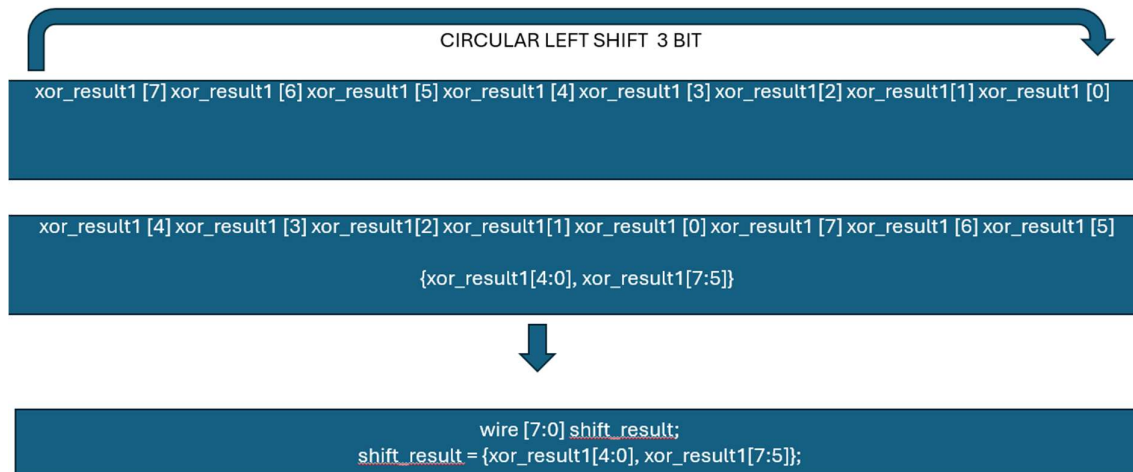 CIRCULAR LEFT SHIFT 3 BIT
xor_result1 [7] xor_result1 [6] xor_result1 [5] xor_result1 [4] xor_result1 [3] xor_result1[2] xor_result1[1] xor_result1 [0]
xor_result1 [4] xor_result1 [3] xor_result1[2] xor_result1[1] xor_result1 [0] xor_result1 [7] xor_result1 [6] xor_result1 [5]
{xor_result1[4:0], xor_result1[7:5]}
wire [7:0] shift_result;
shift_result = {xor_result1[4:0], xor_result1[7:5]};